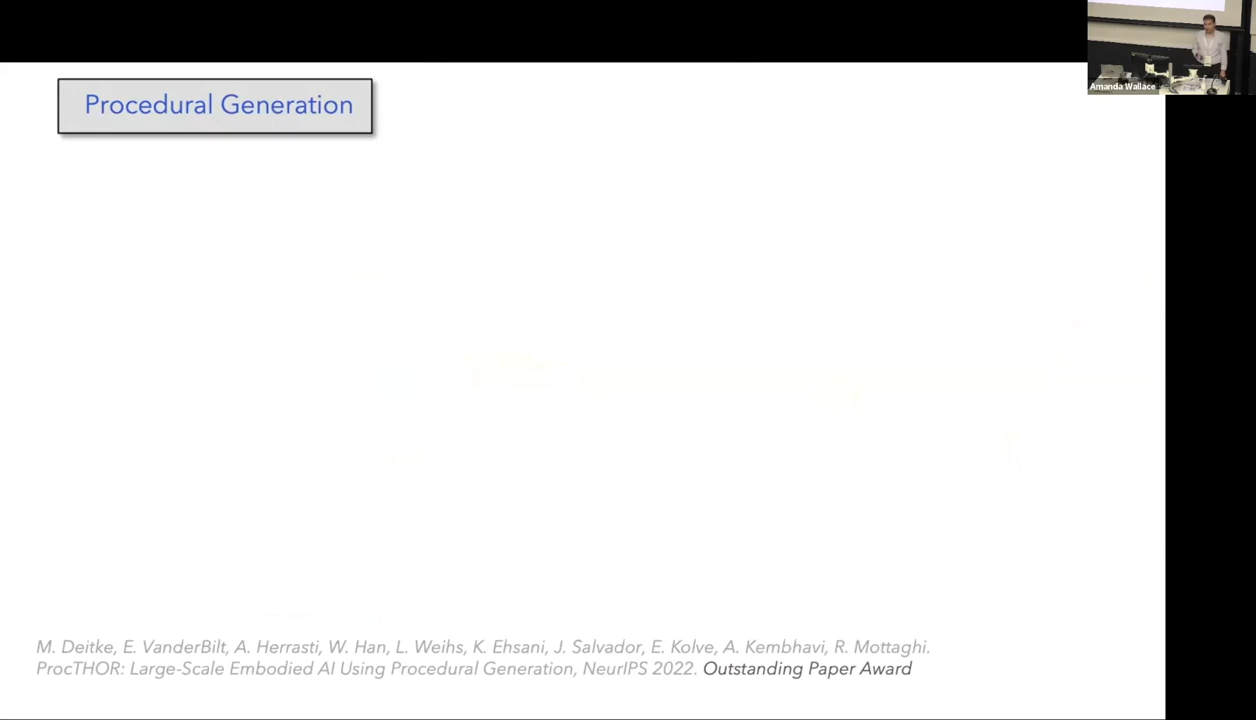 Procedural Generation
Amanda Wallace
M. Deitke, E. VanderBilt, A. Herrasti, W. Han, L. Weihs, K. Ehsani, J. Salvador, E. Kolve, A. Kembhavi, R. Mottaghi.
ProcTHOR: Large-Scale Embodied AI Using Procedural Generation, NeurIPS 2022. Outstanding Paper Award